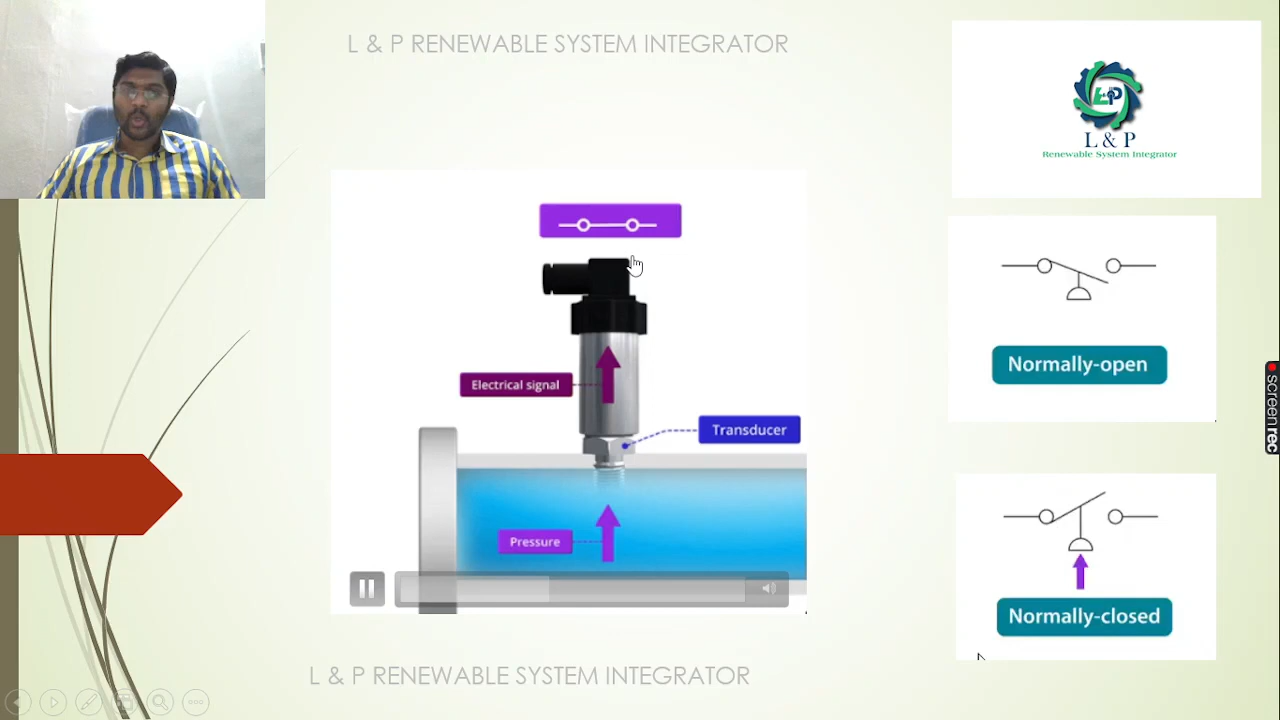 L & P RENEWABLE SYSTEM INTEGRATOR
L&P
L & P
Renewable System Integrator
Normally-open
Electrical signal
Transducer
Pressure
Normally-closed
L & P RENEWABLE SYSTEM INTEGRATOR
screenrec